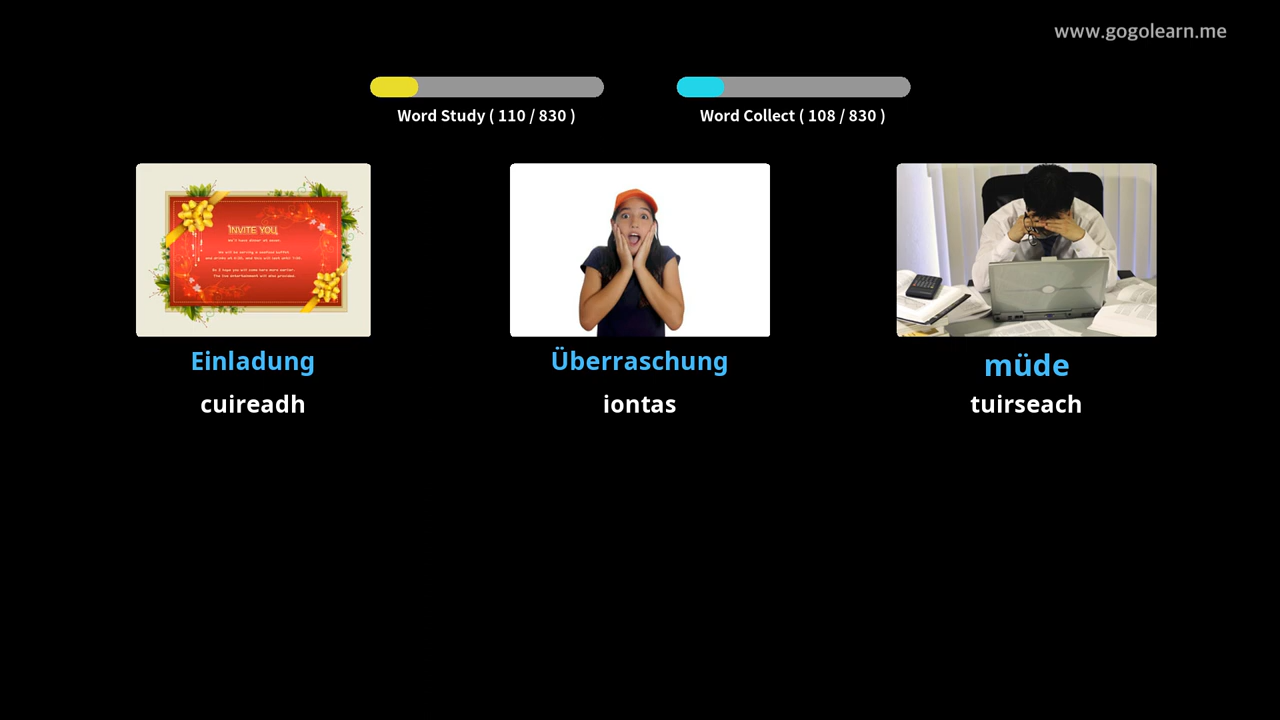 www.gogolearn.me
Word Study ( 110 / 830 )
Word Collect ( 108 / 830 )
INVITE YOU
Einladung
Überraschung
müde
cuireadh
iontas
tuirseach